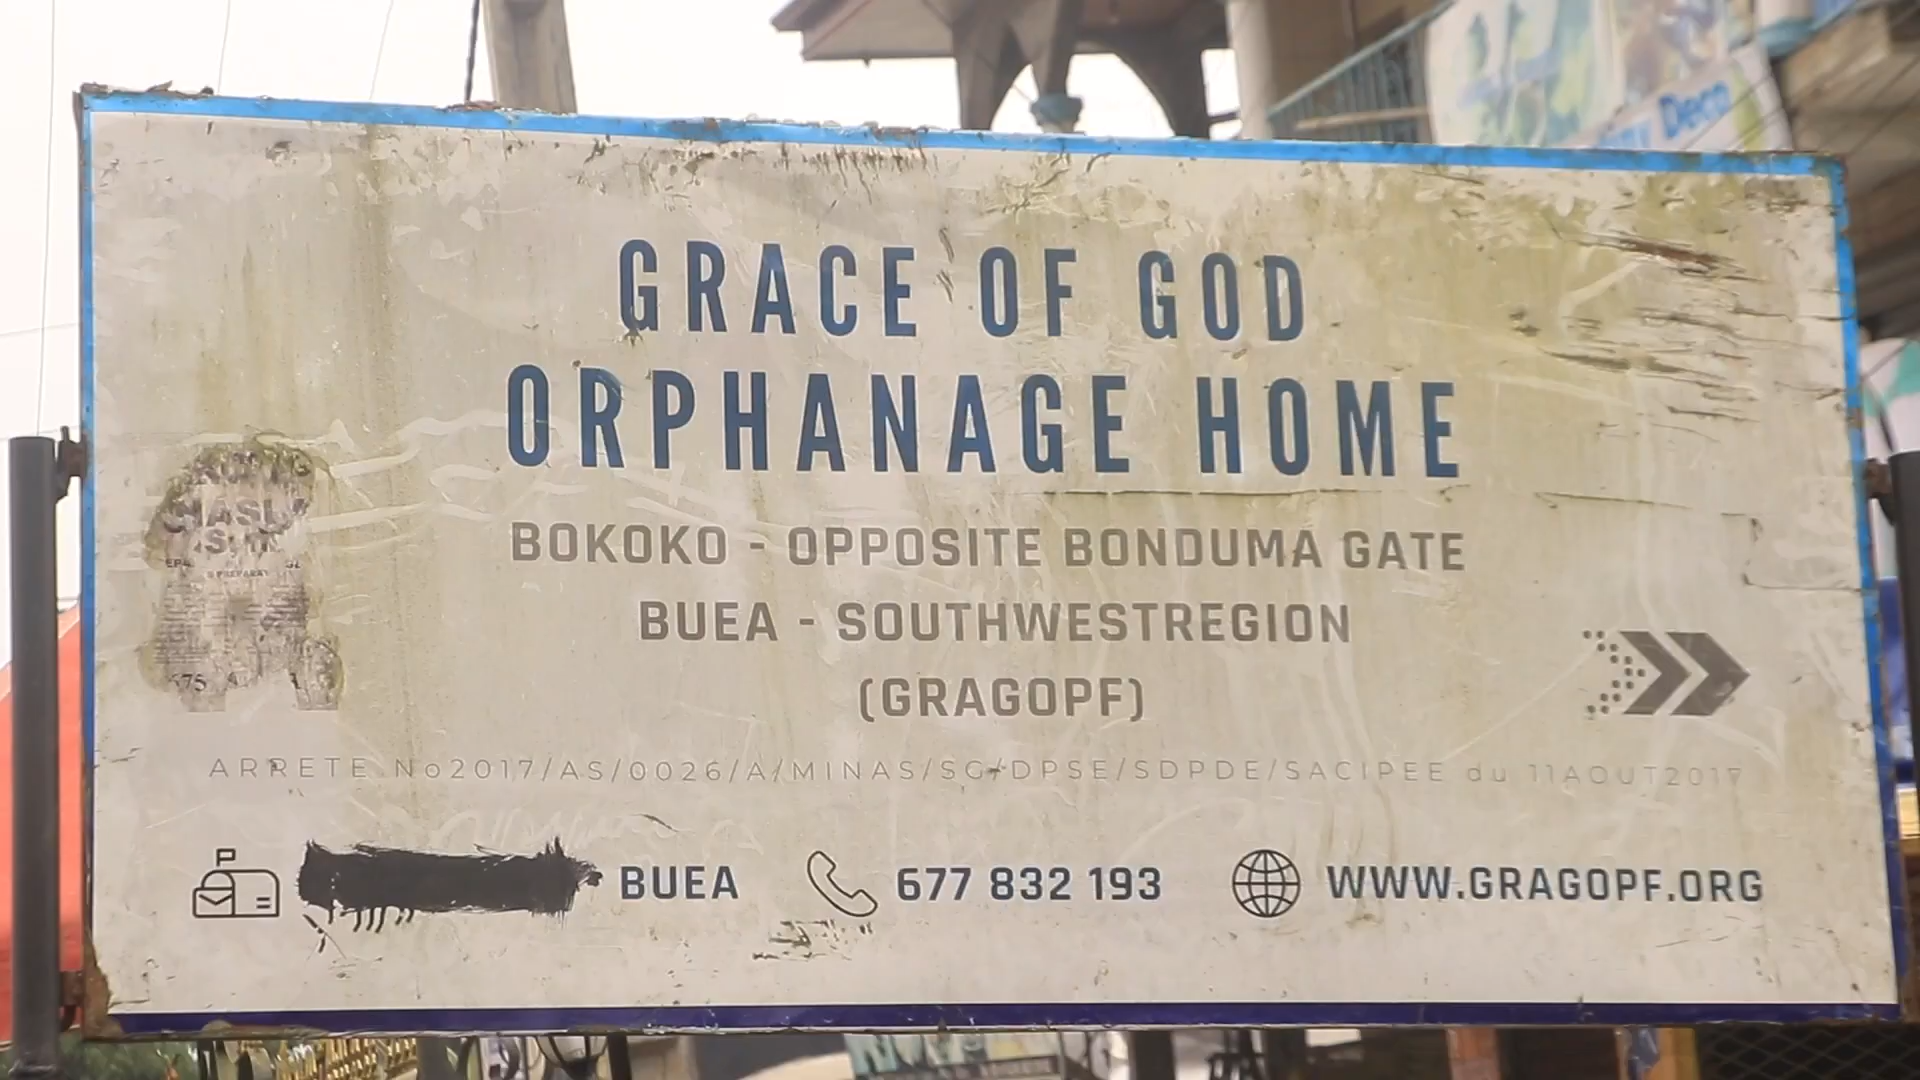 GRACE OF GOD
ORPHANAGE HOME
BOKOKO - OPPOSITE BONDUMA GATE
BUEA - SOUTHWESTREGION
(GRAGOPF)
ARRETE No2017/AS/0026/A/MINAS/SG/DPSE/SDPDE/SACIPEE du 11AOUT2017
BUEA 677 832 193 WWW.GRAGOPF.ORG
Deco